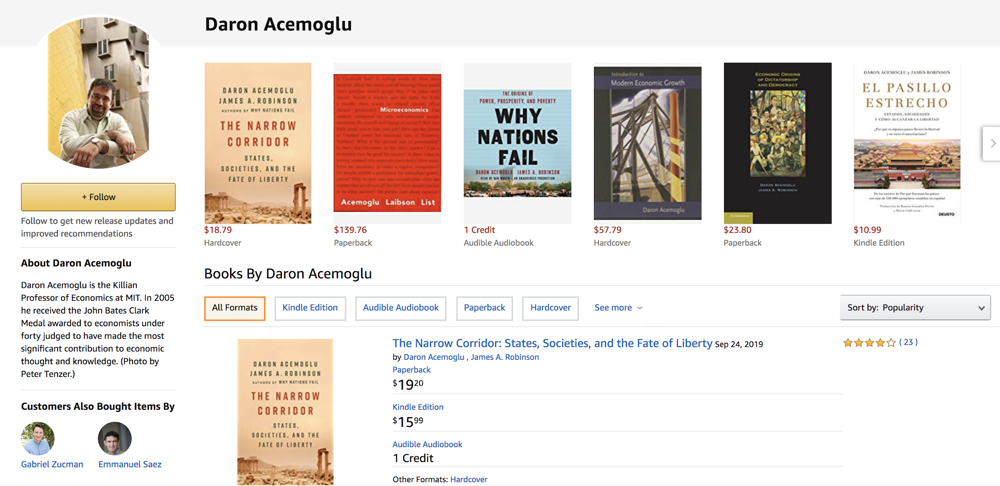 Daron Acemoglu
DARON ACEMOGLU
JAMES A. ROBINSON
AUTHORS OF WHY NATIONS FAIL
THE NARROW
CORRIDOR
STATES,
SOCIETIES, AND THE
FATE OF LIBERTY
$18.79
Hardcover
Microeconomics
Acemoglu | Laibson | List
$139.76
Paperback
THE ORIGINS OF
POWER, PROSPERITY, AND POVERTY
WHY
NATIONS
FAIL
DARON ACEMOGLU JAMES A. ROBINSON
READ BY DAN WOREN • AN UNABRIDGED PRODUCTION
1 Credit
Audible Audiobook
Introduction to
Modern Economic Growth
Daron Acemoglu
$57.79
Hardcover
ECONOMIC ORIGINS
OF DICTATORSHIP
AND DEMOCRACY
DARON ACEMOGLU
JAMES A. ROBINSON
CAMBRIDGE
$23.80
Paperback
DARON ACEMOGLU y JAMES ROBINSON
EL PASILLO
ESTRECHO
ESTADOS, SOCIEDADES
Y CÓMO ALCANZAR LA LIBERTAD
¿Por qué en algunos países florece la libertad
y en otros el autoritarismo?
De los autores de Por qué fracasan los países,
con más de 130.000 ejemplares vendidos en español
Traducción de Ramón González Férriz
y Marta Valdivieso
DEUSTO
$10.99
Kindle Edition
+ Follow
Follow to get new release updates and
improved recommendations
About Daron Acemoglu
Daron Acemoglu is the Killian
Professor of Economics at MIT. In 2005
he received the John Bates Clark
Medal awarded to economists under
forty judged to have made the most
significant contribution to economic
thought and knowledge. (Photo by
Peter Tenzer.)
Customers Also Bought Items By
Gabriel Zucman
Emmanuel Saez
Books By Daron Acemoglu
All Formats
Kindle Edition
Audible Audiobook
Paperback
Hardcover
See more
Sort by: Popularity
DARON ACEMOGLU
JAMES A. ROBINSON
AUTHORS OF WHY NATIONS FAIL
THE NARROW
CORRIDOR
STATES,
SOCIETIES, AND THE
FATE OF LIBERTY
The Narrow Corridor: States, Societies, and the Fate of Liberty Sep 24, 2019
(23)
by Daron Acemoglu , James A. Robinson
Paperback
$19.20
Kindle Edition
$15.99
Audible Audiobook
1 Credit
Other Formats: Hardcover